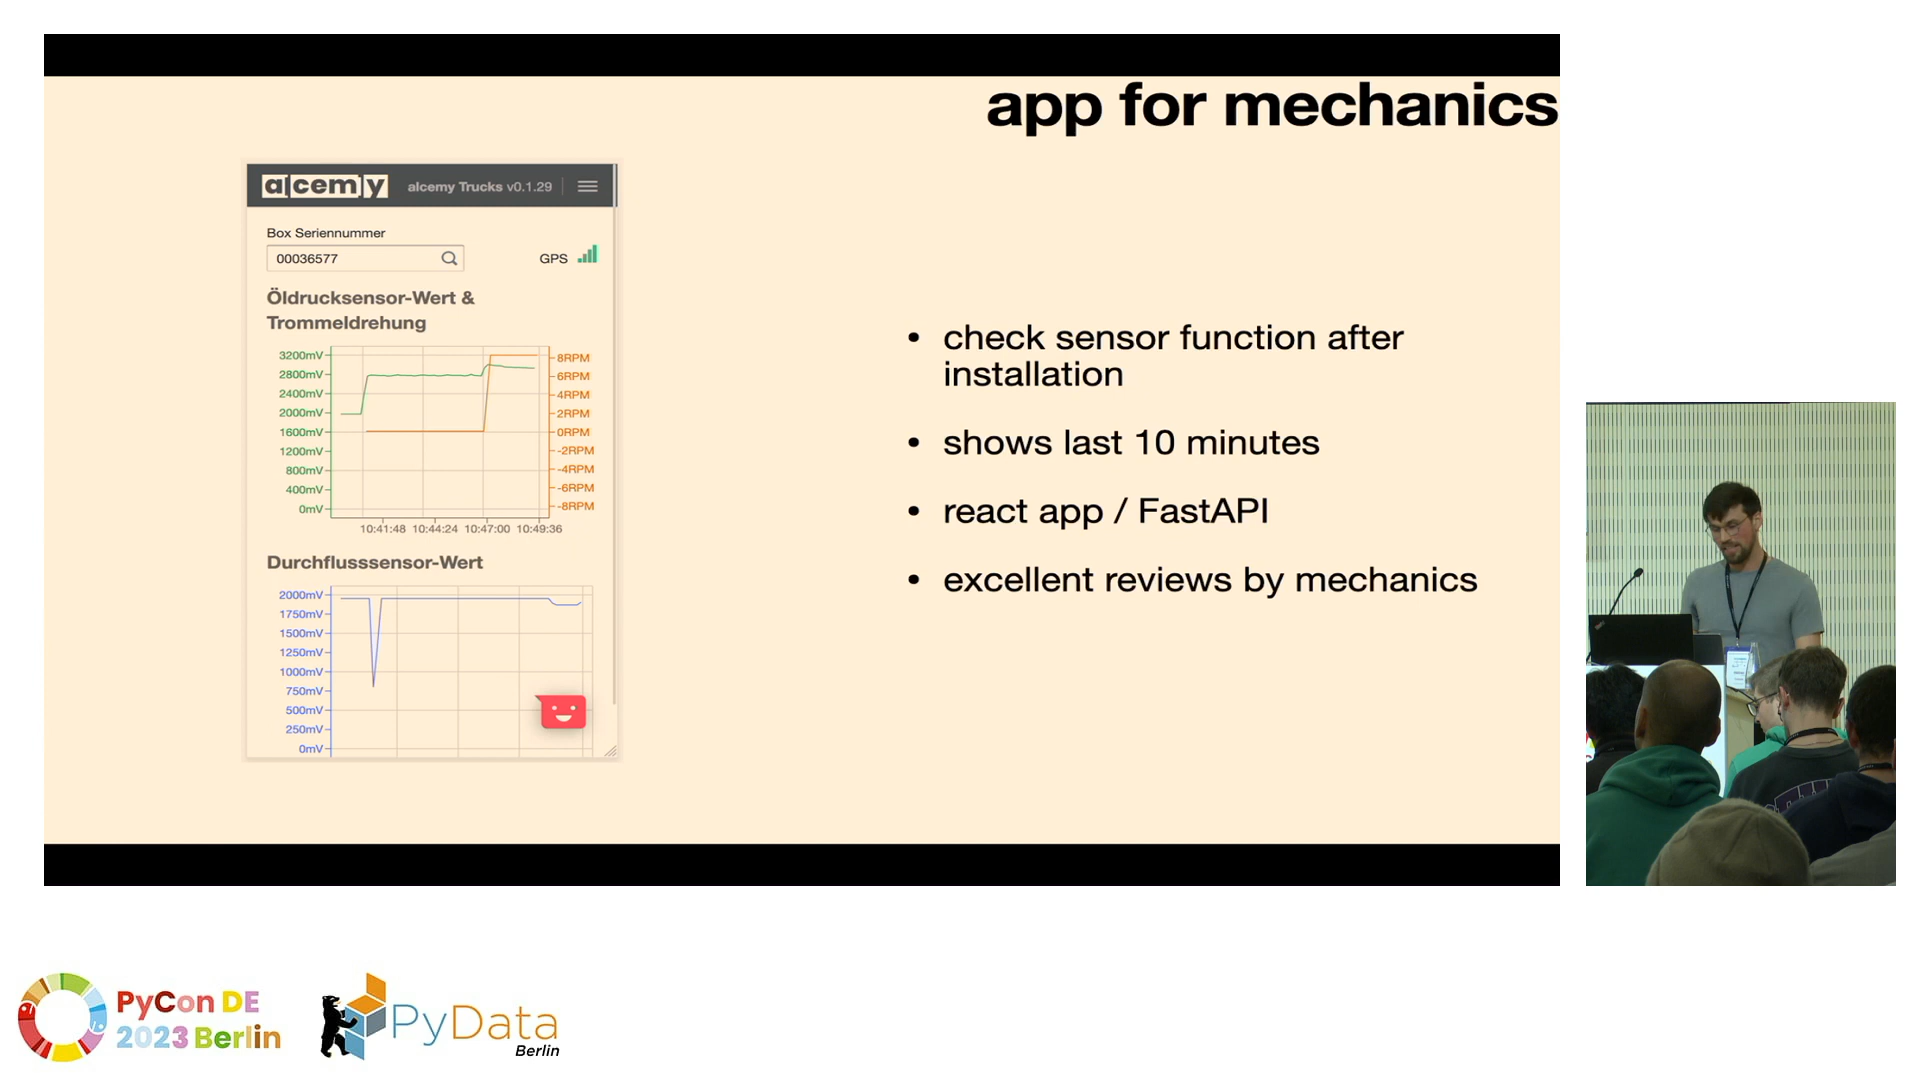 app for mechanics
alcemy
alcemy Trucks v0.1.29
Box Seriennummer
00036577
GPS
Öldrucksensor-Wert &
Trommeldrehung
3200mV
2800mV
2400mV
2000mV
1600mV
1200mV
800mV
400mV
0mV
8RPM
6RPM
4RPM
2RPM
0RPM
-2RPM
-4RPM
-6RPM
-8RPM
10:41:48 10:44:24 10:47:00 10:49:36
Durchflusssensor-Wert
2000mV
1750mV
1500mV
1250mV
1000mV
750mV
500mV
250mV
0mV
• check sensor function after
installation
• shows last 10 minutes
• react app / FastAPI
• excellent reviews by mechanics
PyCon DE
2023 Berlin
PyData
Berlin